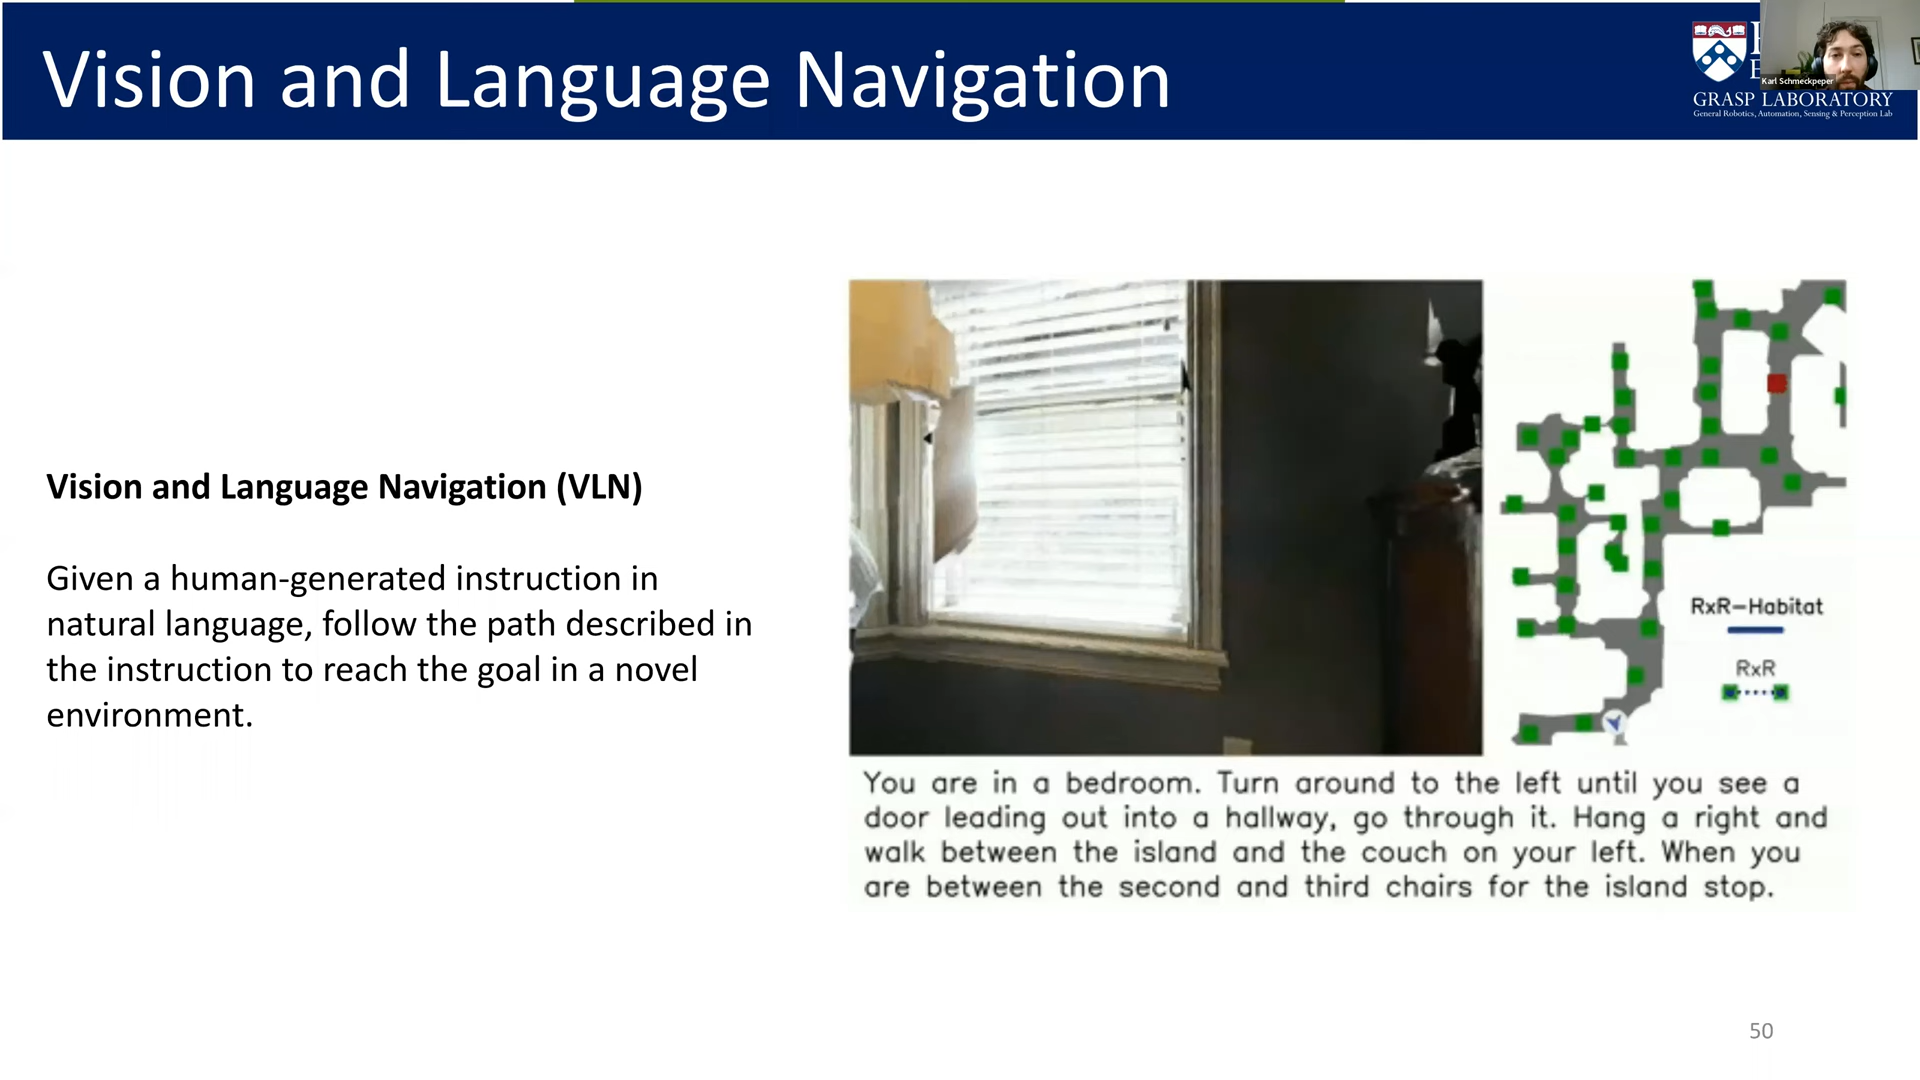 Vision and Language Navigation
Karl Schmeckpeper
GRASP LABORATORY
General Robotics, Automation, Sensing & Perception Lab
Vision and Language Navigation (VLN)
Given a human-generated instruction in
natural language, follow the path described in
the instruction to reach the goal in a novel
environment.
RxR-Habitat
RxR
You are in a bedroom. Turn around to the left until you see a
door leading out into a hallway, go through it. Hang a right and
walk between the island and the couch on your left. When you
are between the second and third chairs for the island stop.
50